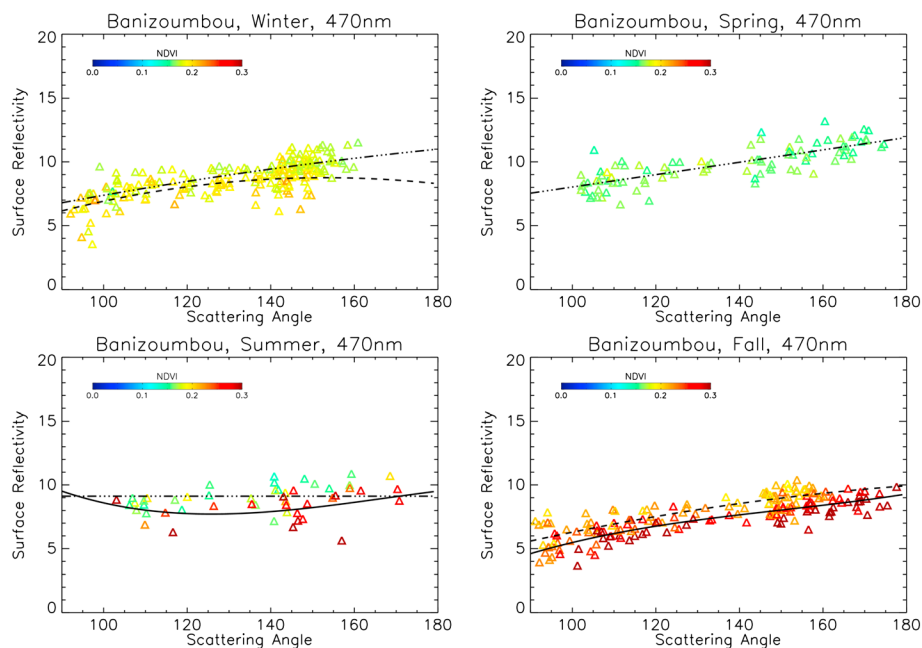 Banizoumbou, Winter, 470nm
20
15
10
5
0
NDVI
0.0 0.1 0.2 0.3
Surface Reflectivity
100 120 140 160 180
Scattering Angle
Banizoumbou, Spring, 470nm
20
15
10
5
0
NDVI
0.0 0.1 0.2 0.3
Surface Reflectivity
100 120 140 160 180
Scattering Angle
Banizoumbou, Summer, 470nm
20
15
10
5
0
NDVI
0.0 0.1 0.2 0.3
Surface Reflectivity
100 120 140 160 180
Scattering Angle
Banizoumbou, Fall, 470nm
20
15
10
5
0
NDVI
0.0 0.1 0.2 0.3
Surface Reflectivity
100 120 140 160 180
Scattering Angle